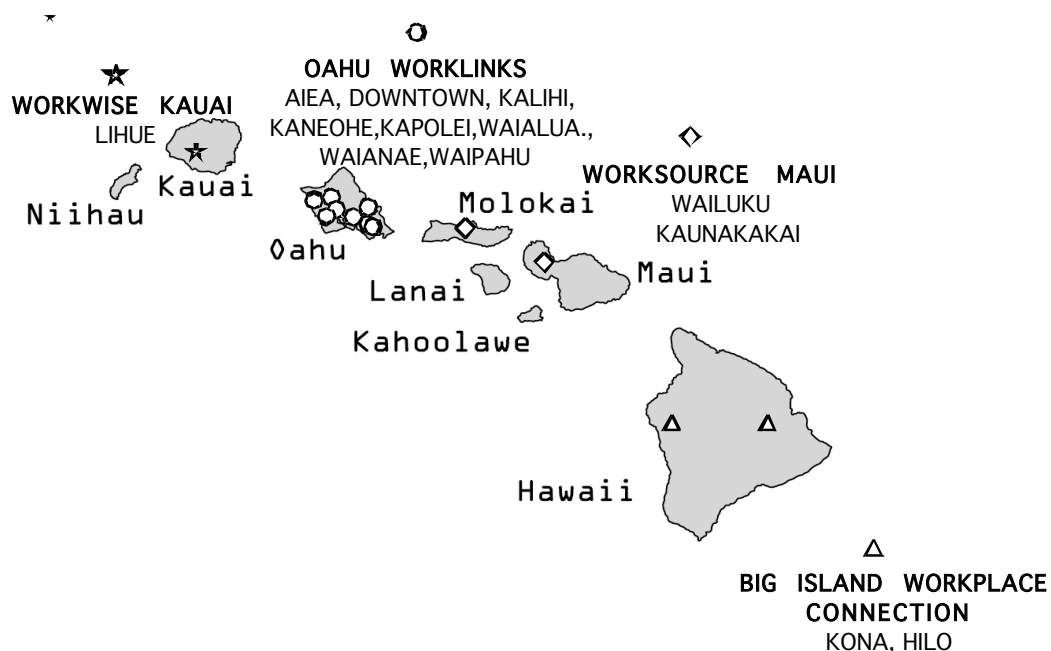 OAHU WORKLINKS
AIEA, DOWNTOWN, KALIHI,
KANEOHE,KAPOLEI,WAIALUA.,
WAIANAE,WAIPAHU
WORKWISE KAUAI
LIHUE
Kauai
Niihau
WORKSOURCE MAUI
WAILUKU
KAUNAKAKAI
Molokai
Oahu
Maui
Lanai
Kahoolawe
Hawaii
BIG ISLAND WORKPLACE
CONNECTION
KONA, HILO